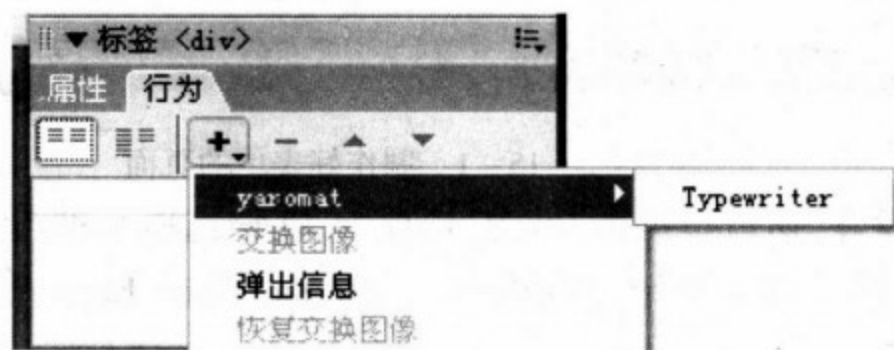 标签 <div>
属性 行为
yaromat Typewriter
交换图像
弹出信息
恢复交换图像